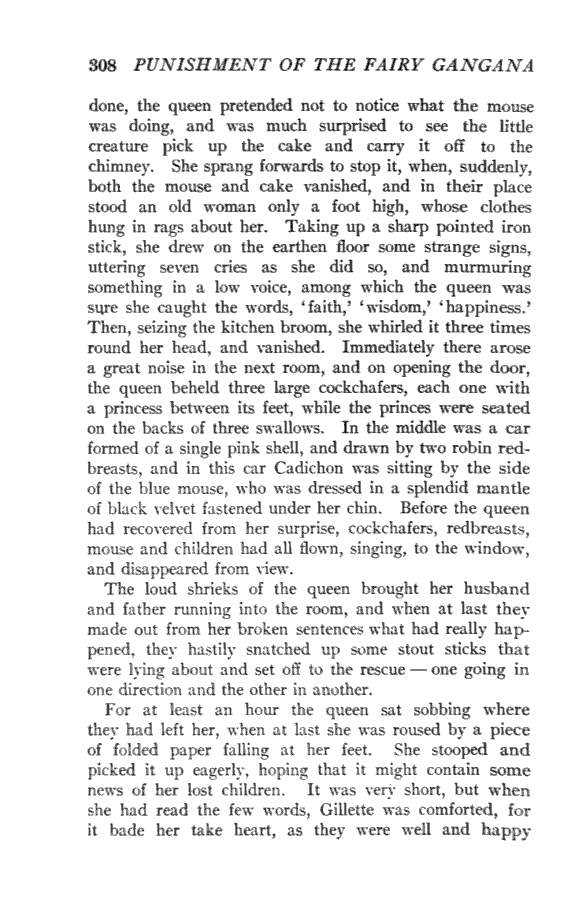 308 PUNISHMENT OF THE FAIRY GANGANA
done, the queen pretended not to notice what the mouse
was doing, and was much surprised to see the little
creature pick up the cake and carry it off to the
chimney. She sprang forwards to stop it, when, suddenly,
both the mouse and cake vanished, and in their place
stood an old woman only a foot high, whose clothes
hung in rags about her. Taking up a sharp pointed iron
stick, she drew on the earthen floor some strange signs,
uttering seven cries as she did so, and murmuring
something in a low voice, among which the queen was
sure she caught the words, ‘faith,’ ‘wisdom,’ ‘happiness.’
Then, seizing the kitchen broom, she whirled it three times
round her head, and vanished. Immediately there arose
a great noise in the next room, and on opening the door,
the queen beheld three large cockchafers, each one with
a princess between its feet, while the princes were seated
on the backs of three swallows. In the middle was a car
formed of a single pink shell, and drawn by two robin red-
breasts, and in this car Cadichon was sitting by the side
of the blue mouse, who was dressed in a splendid mantle
of black velvet fastened under her chin. Before the queen
had recovered from her surprise, cockchafers, redbreasts,
mouse and children had all flown, singing, to the window,
and disappeared from view.
The loud shrieks of the queen brought her husband
and father running into the room, and when at last they
made out from her broken sentences what had really hap-
pened, they hastily snatched up some stout sticks that
were lying about and set off to the rescue — one going in
one direction and the other in another.
For at least an hour the queen sat sobbing where
they had left her, when at last she was roused by a piece
of folded paper falling at her feet. She stooped and
picked it up eagerly, hoping that it might contain some
news of her lost children. It was very short, but when
she had read the few words, Gillette was comforted, for
it bade her take heart, as they were well and happy